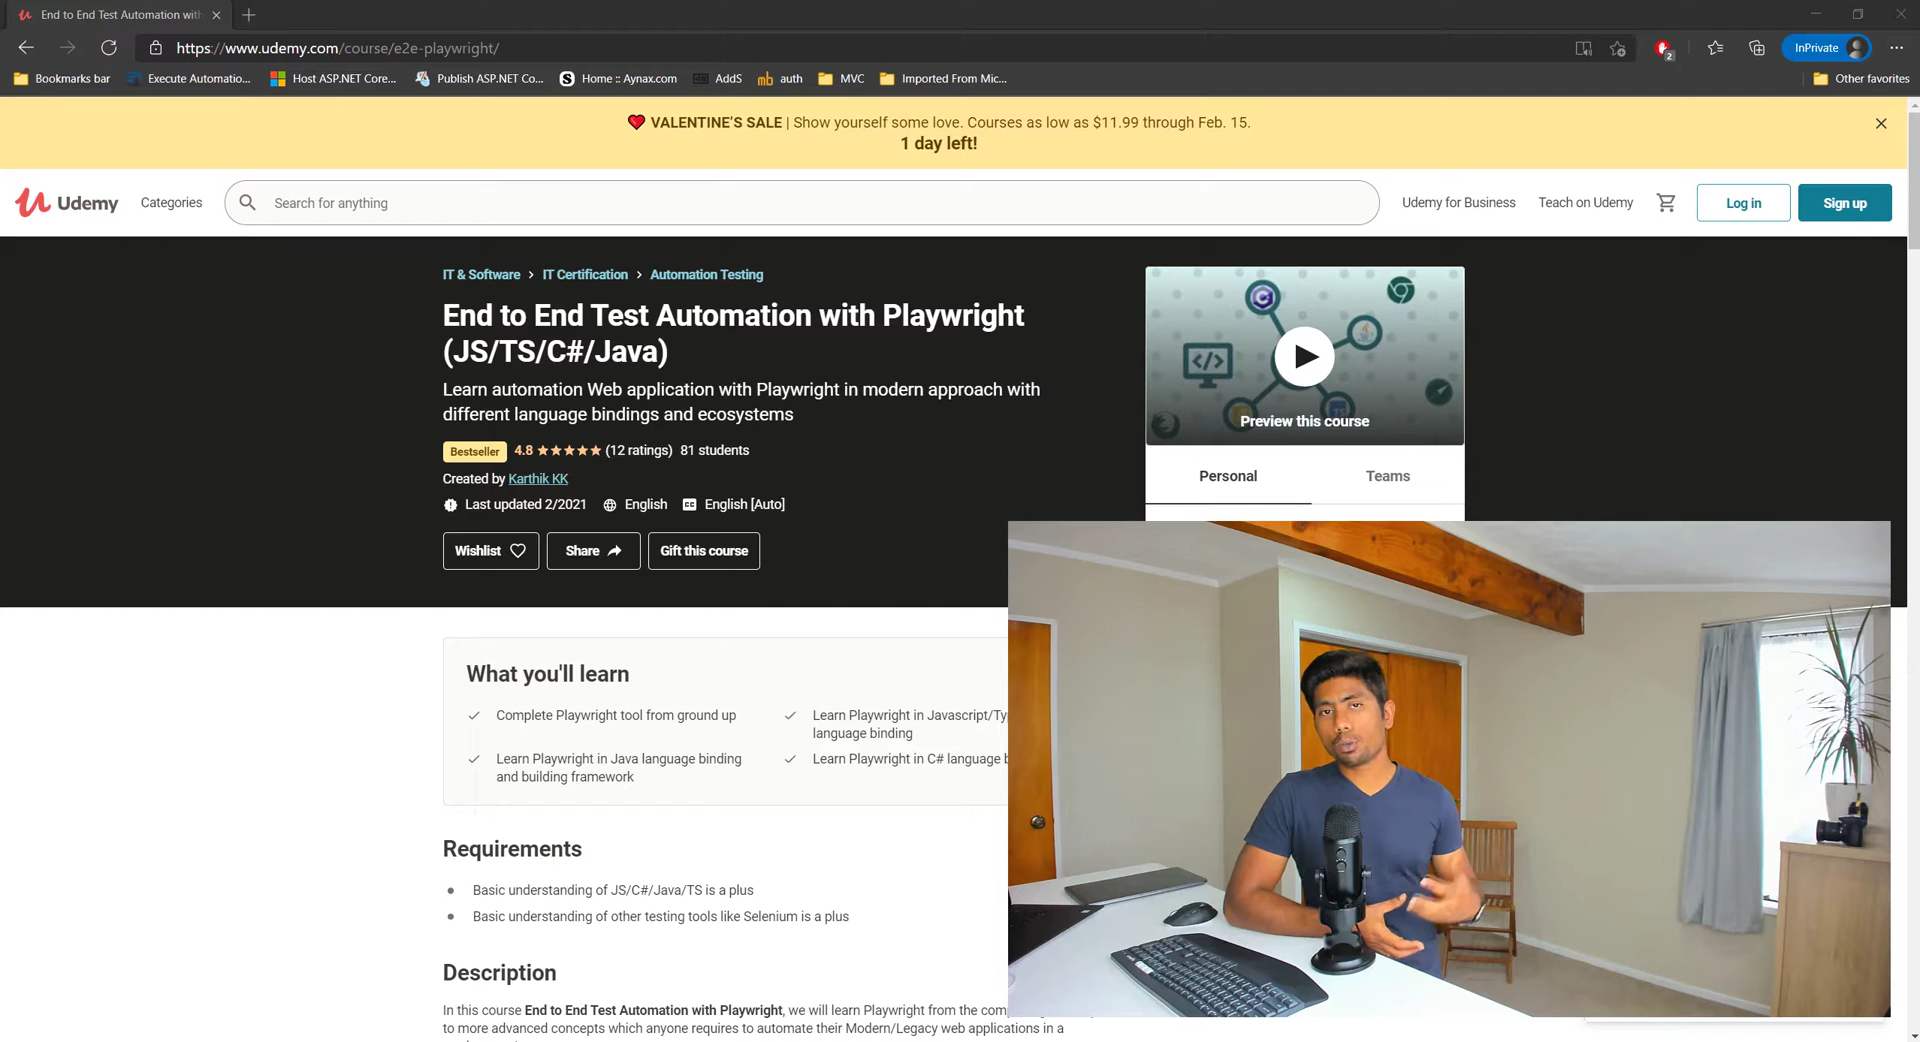 End to End Test Automation with
https://www.udemy.com/course/e2e-playwright/
2
InPrivate
Bookmarks bar
Execute Automatio...
Host ASP.NET Core...
Publish ASP.NET Co...
Home :: Aynax.com
AddS
auth
MVC
Imported From Mic...
Other favorites
VALENTINE'S SALE | Show yourself some love. Courses as low as $11.99 through Feb. 15.
1 day left!
Udemy
Categories
Search for anything
Udemy for Business
Teach on Udemy
Log in
Sign up
IT & Software > IT Certification > Automation Testing
End to End Test Automation with Playwright
(JS/TS/C#/Java)
Learn automation Web application with Playwright in modern approach with
different language bindings and ecosystems
Bestseller 4.8 (12 ratings) 81 students
Created by Karthik KK
Last updated 2/2021 English English [Auto]
Wishlist
Share
Gift this course
Preview this course
Personal
Teams
What you'll learn
Complete Playwright tool from ground up
Learn Playwright in Javascript/Ty
language binding
Learn Playwright in Java language binding
and building framework
Learn Playwright in C# language b
Requirements
Basic understanding of JS/C#/Java/TS is a plus
Basic understanding of other testing tools like Selenium is a plus
Description
In this course End to End Test Automation with Playwright, we will learn Playwright from the com
to more advanced concepts which anyone requires to automate their Modern/Legacy web applications in a